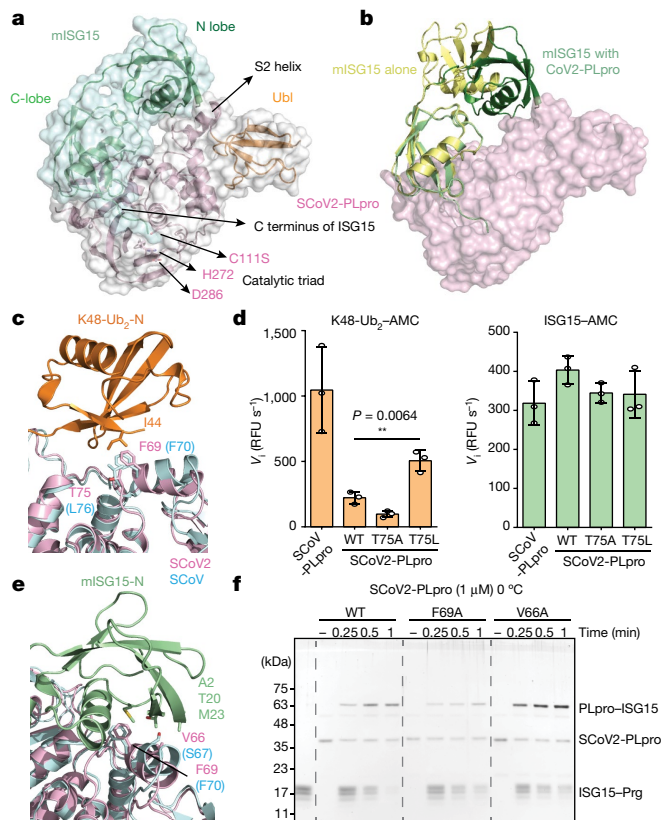 a
mISG15
N lobe
S2 helix
C-lobe
Ubl
SCoV2-PLpro
C terminus of ISG15
C111S
H272
Catalytic triad
D286
b
mISG15 alone
mISG15 with
CoV2-PLpro
c
K48-Ub2-N
I44
F69 (F70)
T75
(L76)
SCoV2
SCoV
d
K48-Ub2–AMC
Vi (RFU s−1)
1,500
1,000
500
0
P = 0.0064
**
SCoV
-PLpro
WT T75A T75L
SCoV2-PLpro
ISG15–AMC
Vi (RFU s−1)
500
400
300
200
100
0
SCoV
-PLpro
WT T75A T75L
SCoV2-PLpro
e
mISG15-N
A2
T20
M23
V66
(S67)
F69
(F70)
f
SCoV2-PLpro (1 μM) 0 ºC
WT F69A V66A
– 0.25 0.5 1 – 0.25 0.5 1 – 0.25 0.5 1 Time (min)
(kDa)
75
63
48
35
23
17
11
PLpro–ISG15
SCoV2-PLpro
ISG15–Prg